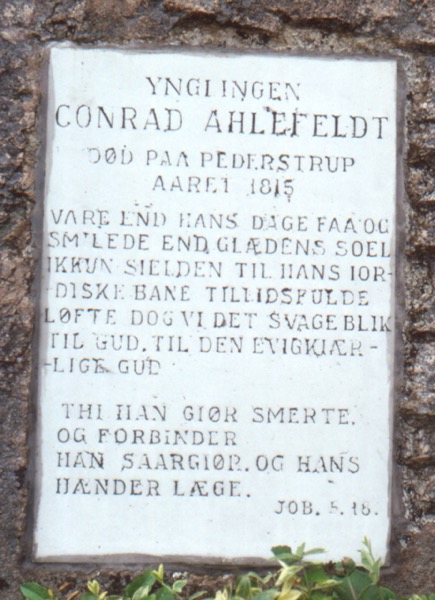 YNGLINGEN
CONRAD AHLEFELDT
DØD PAA PEDERSTRUP
AARET 1815
VARE END HANS DAGE FAA OG
SMILEDE END GLÆDENS SOEL
IKKUN SIELDEN TIL HANS IOR-
DISKE BANE TILLIDSFULDE
LØFTE DOG VI DET SVAGE BLIK
TIL GUD, TIL DEN EVIGKIÆR-
-LIGE GUD
THI HAN GIØR SMERTE,
OG FORBINDER
HAN SAARGIØR, OG HANS
HÆNDER LÆGE.
JOB. 5. 18.